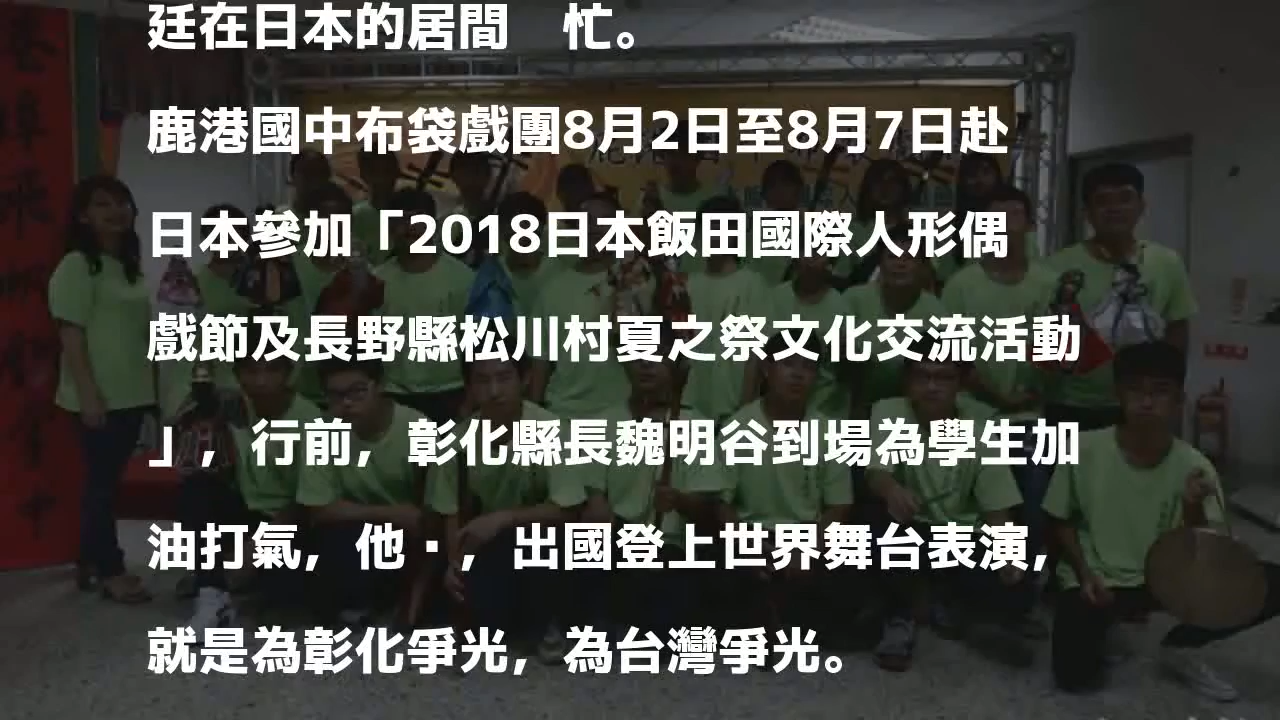 廷在日本的居間　忙。
鹿港國中布袋戲團8月2日至8月7日赴
日本參加「2018日本飯田國際人形偶
戲節及長野縣松川村夏之祭文化交流活動
」，行前，彰化縣長魏明谷到場為學生加
油打氣，他▪，出國登上世界舞台表演，
就是為彰化爭光，為台灣爭光。